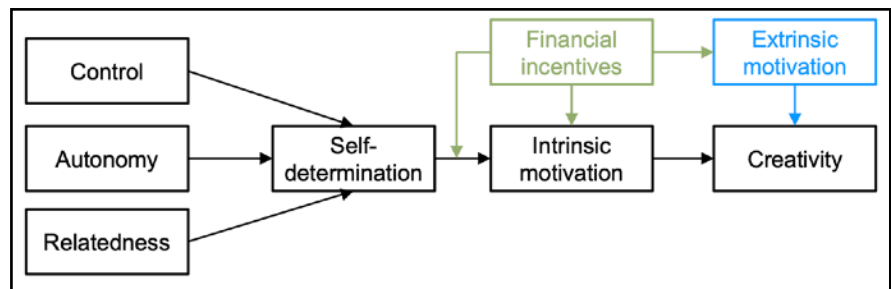 Control
Autonomy
Relatedness
Self-
determination
Financial
incentives
Intrinsic
motivation
Extrinsic
motivation
Creativity